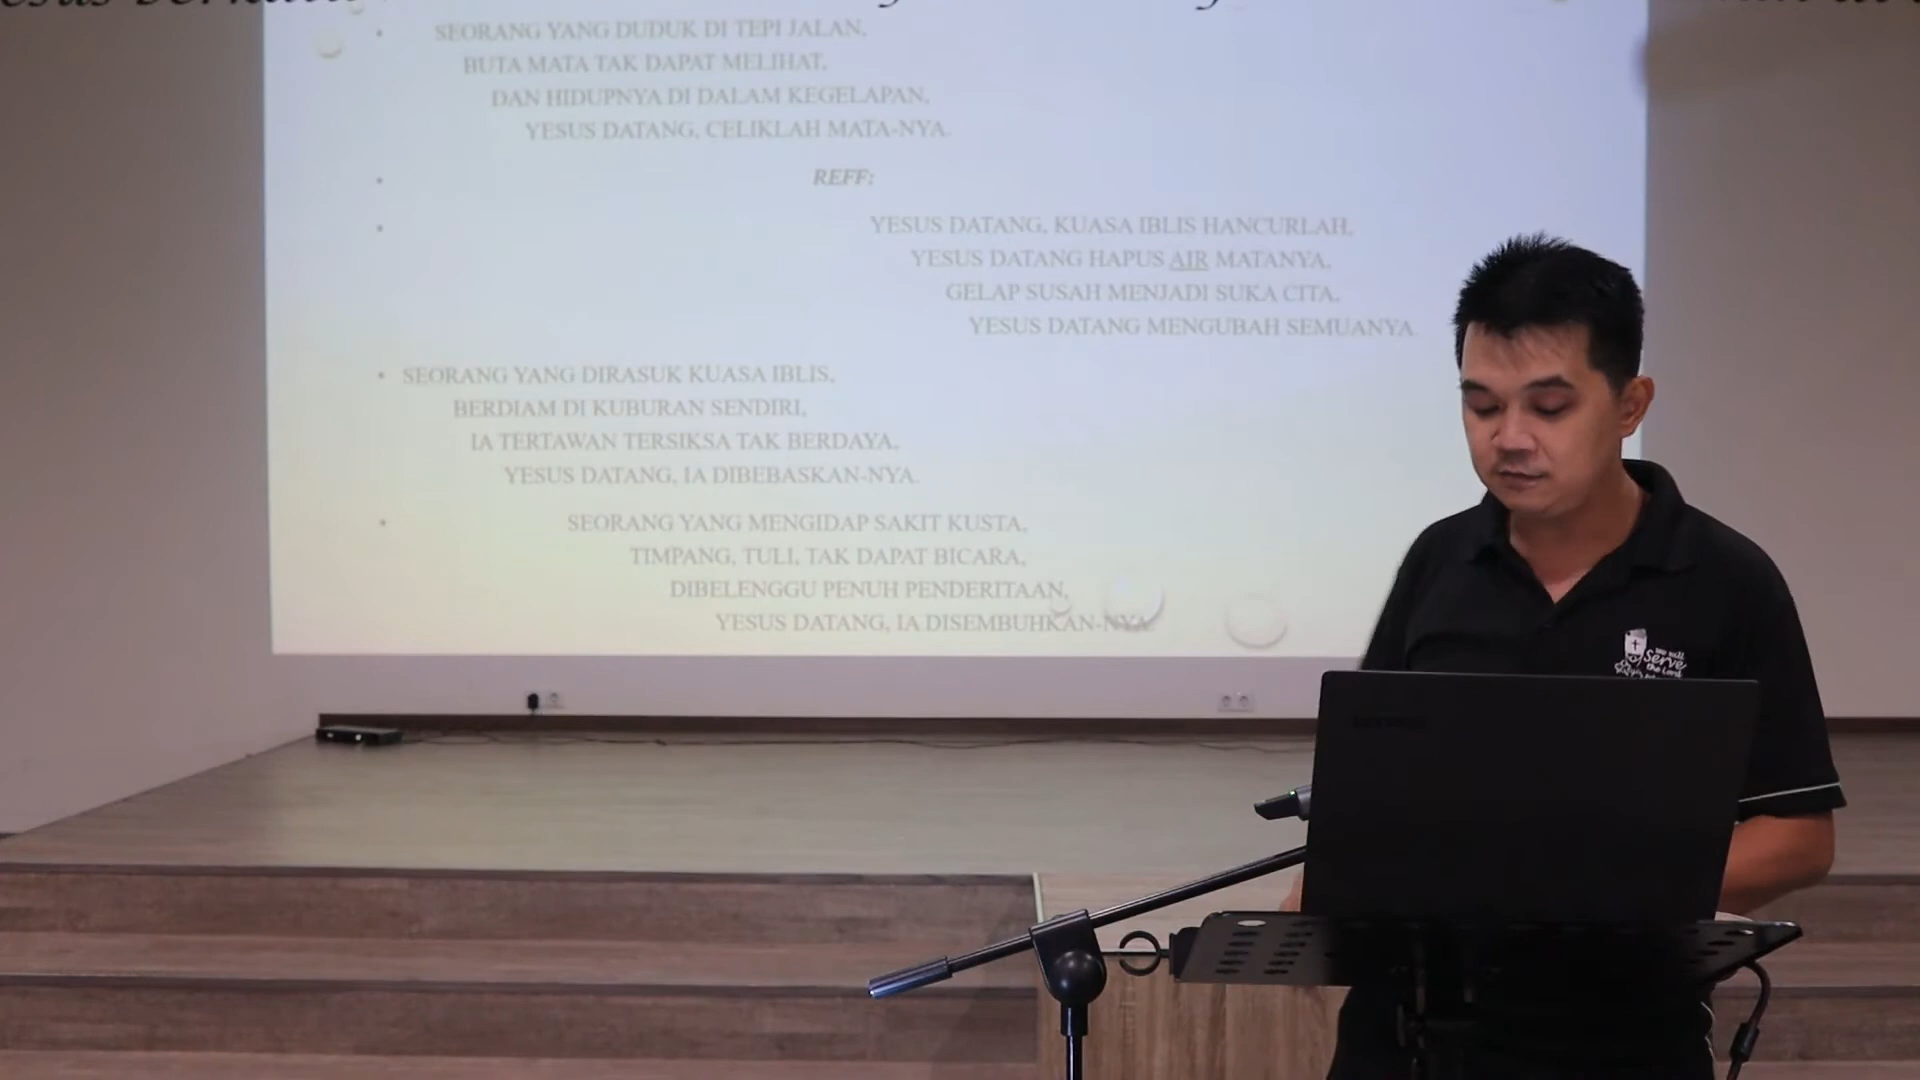 SEORANG YANG DUDUK DI TEPI JALAN,
BUTA MATA TAK DAPAT MELIHAT,
DAN HIDUPNYA DI DALAM KEGELAPAN,
YESUS DATANG, CELIKLAH MATA-NYA.
REFF:
YESUS DATANG, KUASA IBLIS HANCURLAH,
YESUS DATANG HAPUS AIR MATANYA,
GELAP SUSAH MENJADI SUKA CITA,
YESUS DATANG MENGUBAH SEMUANYA.
SEORANG YANG DIRASUK KUASA IBLIS,
BERDIAM DI KUBURAN SENDIRI,
IA TERTAWAN TERSIKSA TAK BERDAYA,
YESUS DATANG, IA DIBEBASKAN-NYA.
SEORANG YANG MENGIDAP SAKIT KUSTA,
TIMPANG, TULI, TAK DAPAT BICARA,
DIBELENGGU PENUH PENDERITAAN,
YESUS DATANG, IA DISEMBUHKAN-NYA.
we will
serve
the Lord